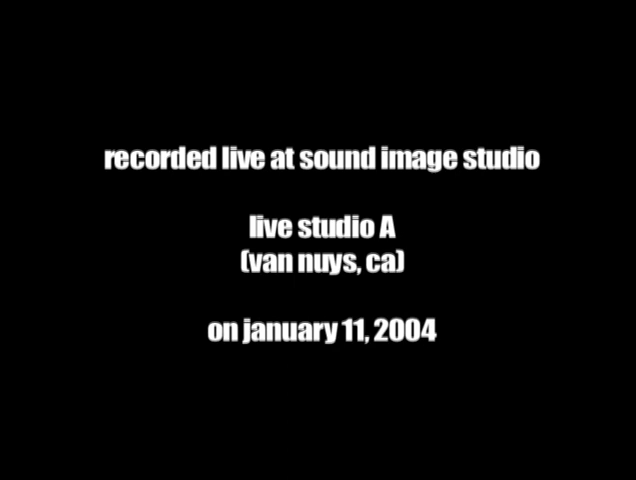 recorded live at sound image studio
live studio A
(van nuys, ca)
on january 11, 2004